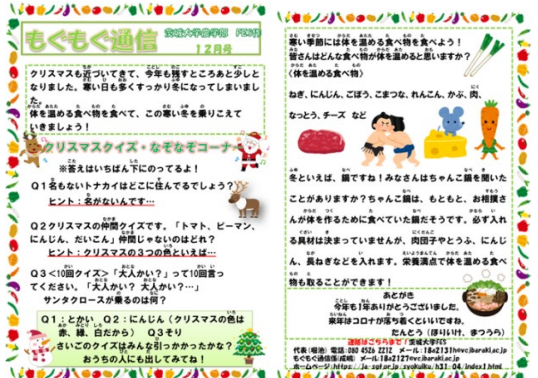 もぐもぐ通信
茨城大学農学部 FES
12月号
クリスマスも近づいてきて、今年も残すところあと少しと
なりました。寒い日も多くすっかり冬になってしまいまし
た。
体を温める食べ物を食べて、この寒い冬を乗りこえて
いきましょう!
クリスマスクイズ・なぞなぞコーナー
※答えはいちばん下にのってるよ!
Q1名もないトナカイはどこに住んでるでしょう?
ヒント:名がないんです…
Q2クリスマスの仲間クイズです。「トマト、ピーマン、
にんじん、だいこん」仲間じゃないのはどれ?
ヒント:クリスマスの3つの色といえば…
Q3<10回クイズ>「大人かい?」って10回言っ
てください。「大人かい? 大人かい?…」
サンタクロースが乗るのは何?
Q1:とかい Q2:にんじん(クリスマスの色は
赤、緑、白だから) Q3そり
さいごのクイズはみんな引っかかったかな?
おうちの人にも出してみてね!
寒い季節には体を温める食べ物を食べよう!
皆さんはどんな食べ物が体を温めると思いますか?
〈体を温める食べ物〉
ねぎ、にんじん、ごぼう、こまつな、れんこん、かぶ、肉、
なっとう、チーズ など
冬といえば、鍋ですね!みなさんはちゃんこ鍋を聞いた
ことがありますか?ちゃんこ鍋は、もともと、お相撲さ
んが体を作るために食べていた鍋だそうです。必ず入れ
る具材は決まっていませんが、肉団子やとうふ、にんじ
ん、長ねぎなどを入れます。栄養満点で体を温める食べ
物も取ることができます!
あとがき
今年も1年ありがとうございました。
来年はコロナが落ち着くといいですね。
だんとう(ほりいけ、まつうら)
連絡はこちらまで!茨城大学FES
代表(堀池)電話:080 4526 2212 メール:18a2131h@vc.ibaraki.ac.jp